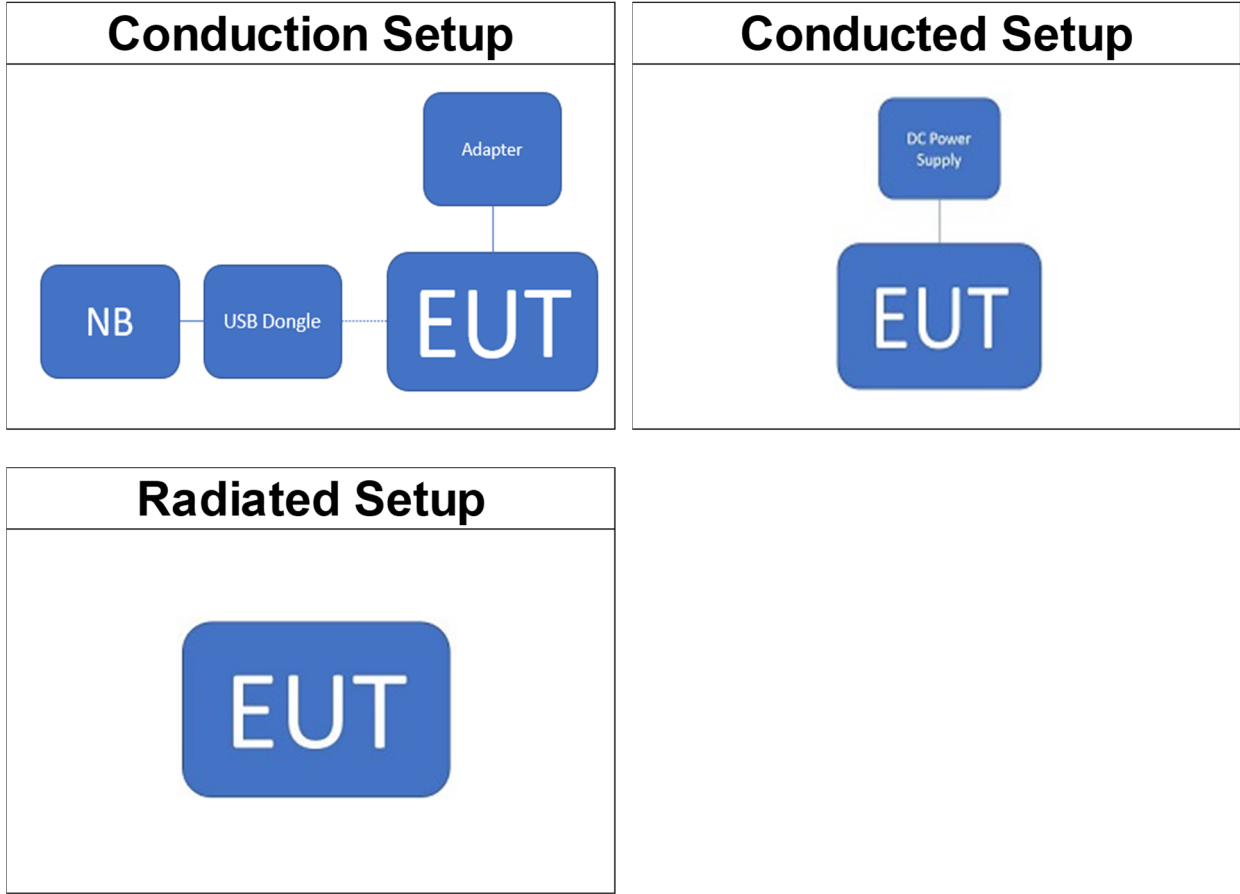 Conduction Setup
Adapter
NB
USB Dongle
EUT
Conducted Setup
DC Power
Supply
EUT
Radiated Setup
EUT